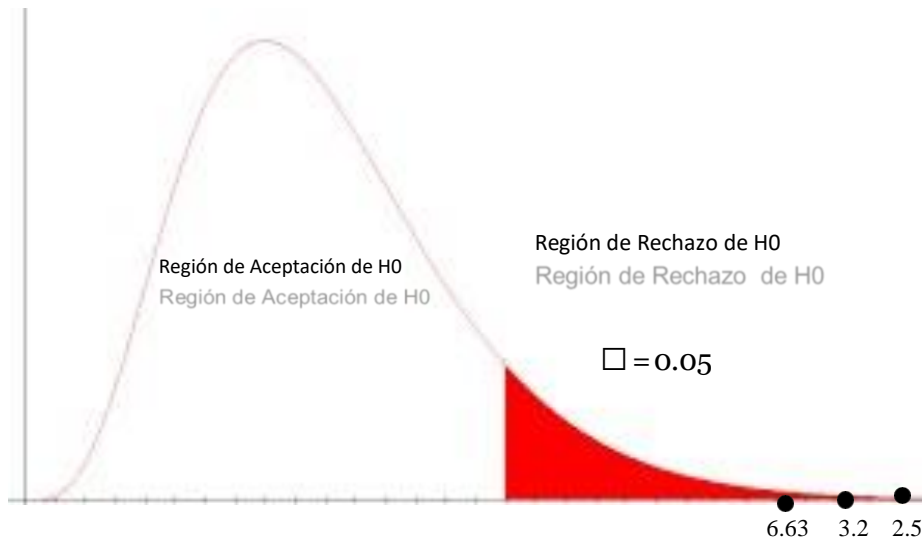 Región de Rechazo de H0
Región de Rechazo de H0
Región de Aceptación de H0
Región de Aceptación de H0
□ = 0.05
6.63 3.2 2.5